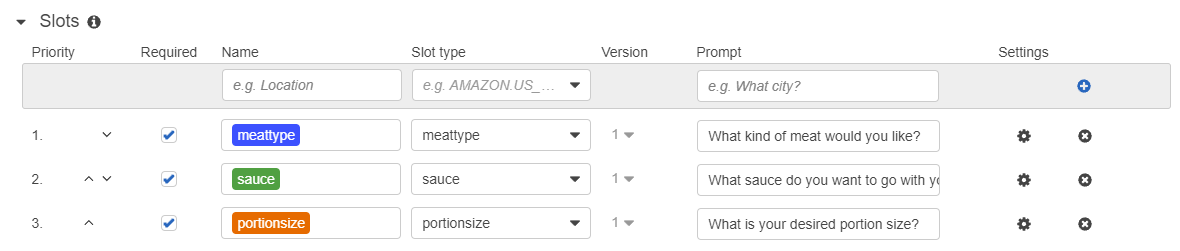 Slots
Priority Required Name Slot type Version Prompt Settings
e.g. Location e.g. AMAZON.US_... e.g. What city?
1. meattype meattype 1 What kind of meat would you like?
2. sauce sauce 1 What sauce do you want to go with
3. portionsize portionsize 1 What is your desired portion size?